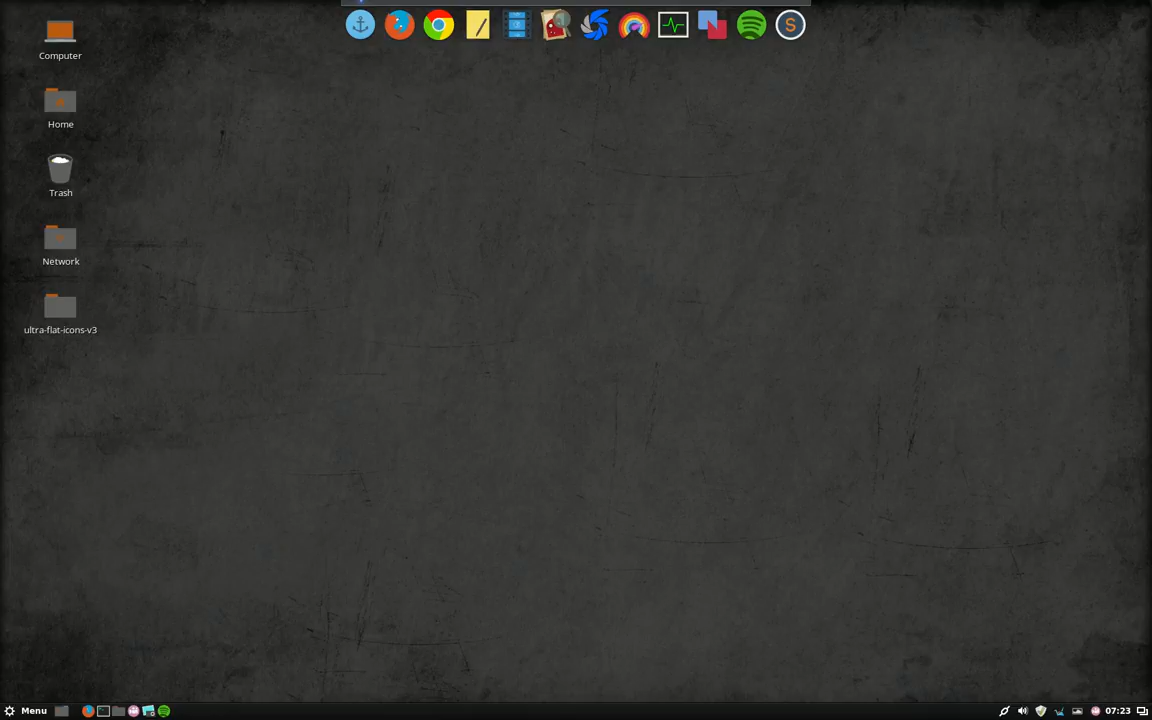 Computer
Home
Trash
Network
ultra-flat-icons-v3
S
Menu
07:23